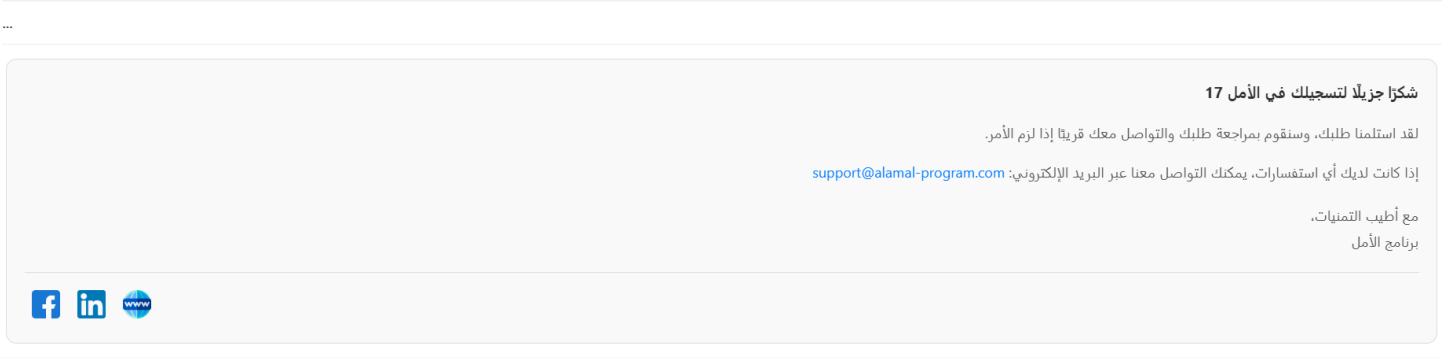 ...
شكرًا جزيلًا لتسجيلك في الأمل 17
لقد استلمنا طلبك، وسنقوم بمراجعة طلبك والتواصل معك قريبًا إذا لزم الأمر.
إذا كانت لديك أي استفسارات، يمكنك التواصل معنا عبر البريد الإلكتروني: support@alamal-program.com
مع أطيب التمنيات،
برنامج الأمل
f in www